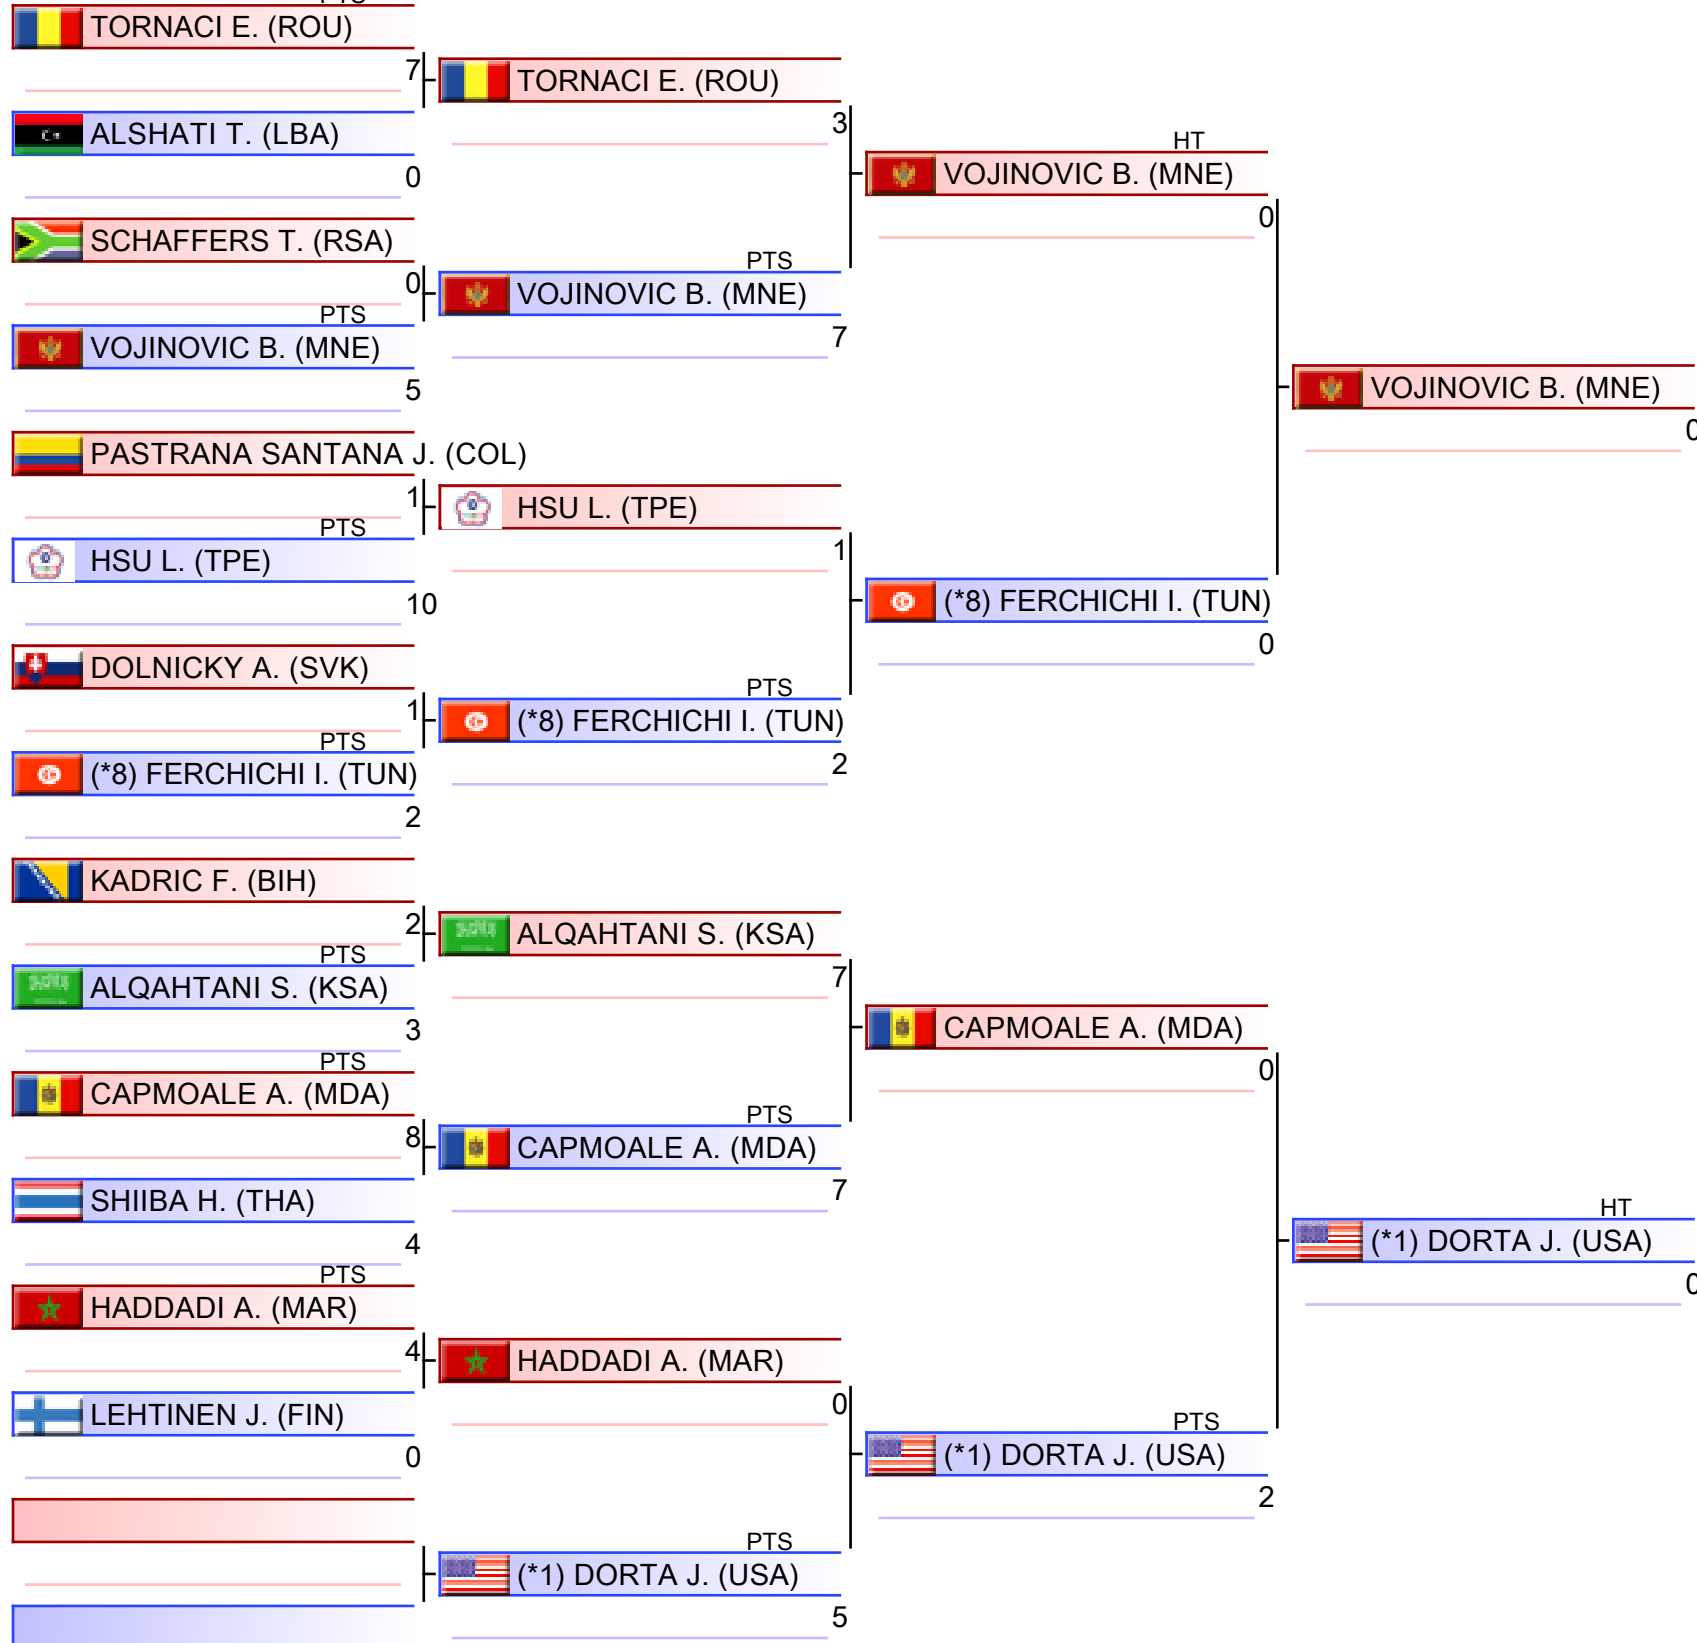 PTS
TORNACI E. (ROU)
7
ALSHATI T. (LBA)
0
SCHAFFERS T. (RSA)
0
PTS
VOJINOVIC B. (MNE)
5
PASTRANA SANTANA J. (COL)
1
PTS
HSU L. (TPE)
10
DOLNICKY A. (SVK)
1
PTS
(*8) FERCHICHI I. (TUN)
2
KADRIC F. (BIH)
2
PTS
ALQAHTANI S. (KSA)
3
PTS
CAPMOALE A. (MDA)
8
SHIIBA H. (THA)
4
PTS
HADDADI A. (MAR)
4
LEHTINEN J. (FIN)
0
TORNACI E. (ROU)
3
PTS
VOJINOVIC B. (MNE)
7
HSU L. (TPE)
1
PTS
(*8) FERCHICHI I. (TUN)
2
ALQAHTANI S. (KSA)
7
PTS
CAPMOALE A. (MDA)
7
HADDADI A. (MAR)
0
PTS
(*1) DORTA J. (USA)
5
HT
VOJINOVIC B. (MNE)
0
(*8) FERCHICHI I. (TUN)
0
CAPMOALE A. (MDA)
0
PTS
(*1) DORTA J. (USA)
2
VOJINOVIC B. (MNE)
0
HT
(*1) DORTA J. (USA)
0